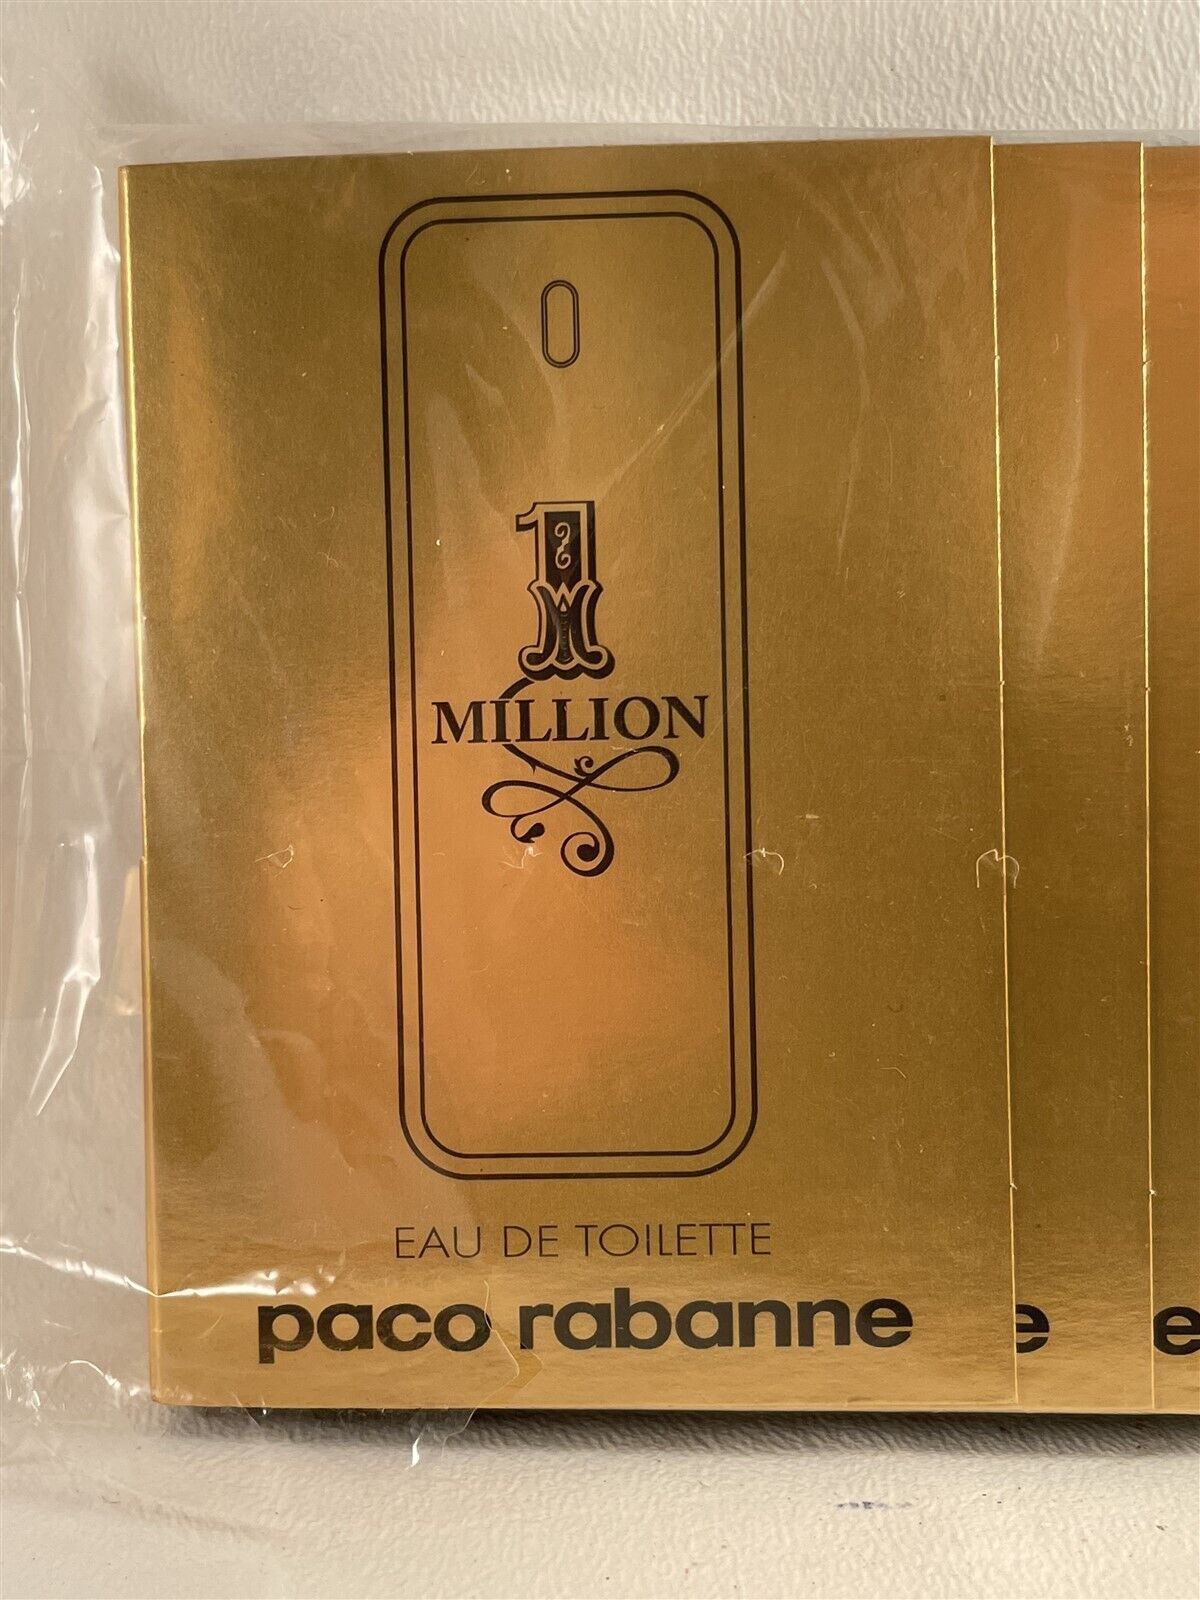 1
MILLION
EAU DE TOILETTE
paco rabanne e e